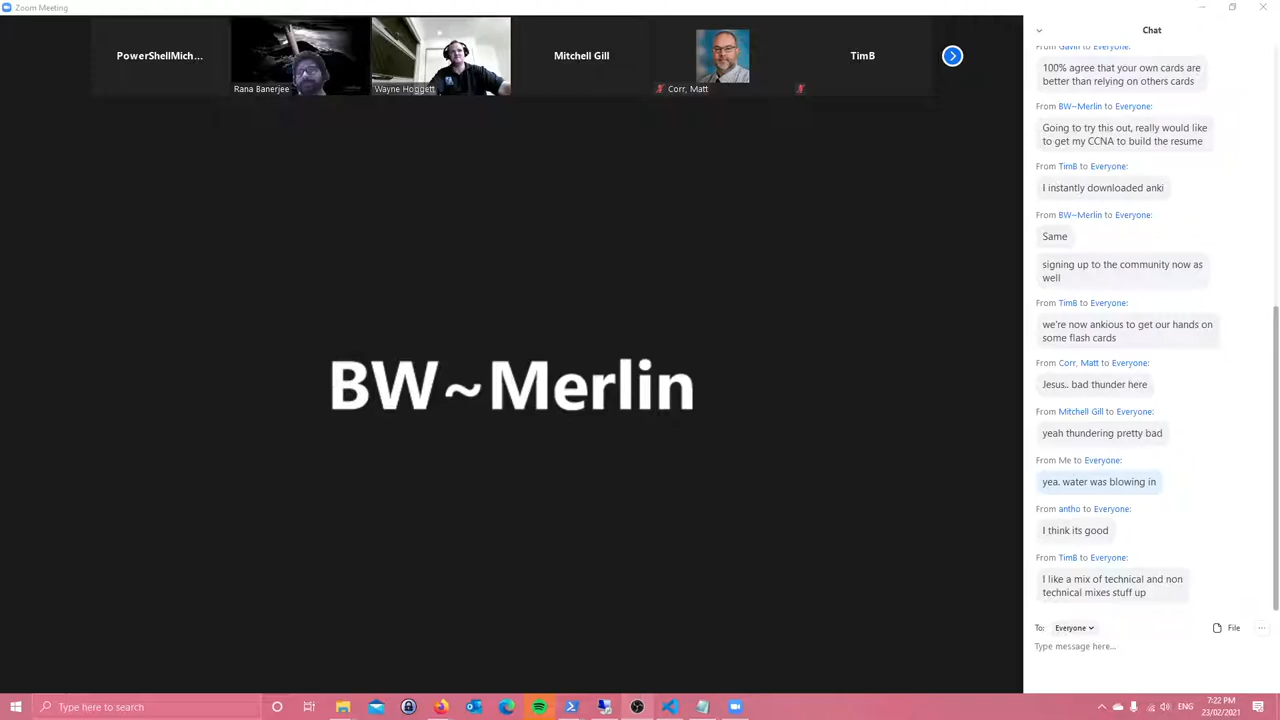 Zoom Meeting
PowerShellMich...
Rana Banerjee
Wayne Hoggett
Mitchell Gill
Corr, Matt
TimB
BW~Merlin
Chat
From Gavin to Everyone:
100% agree that your own cards are
better than relying on others cards
From BW~Merlin to Everyone:
Going to try this out, really would like
to get my CCNA to build the resume
From TimB to Everyone:
I instantly downloaded anki
From BW~Merlin to Everyone:
Same
signing up to the community now as
well
From TimB to Everyone:
we're now ankious to get our hands on
some flash cards
From Corr, Matt to Everyone:
Jesus.. bad thunder here
From Mitchell Gill to Everyone:
yeah thundering pretty bad
From Me to Everyone:
yea. water was blowing in
From antho to Everyone:
I think its good
From TimB to Everyone:
I like a mix of technical and non
technical mixes stuff up
To: Everyone
File
Type message here...
Type here to search
ENG
7:22 PM
23/02/2021